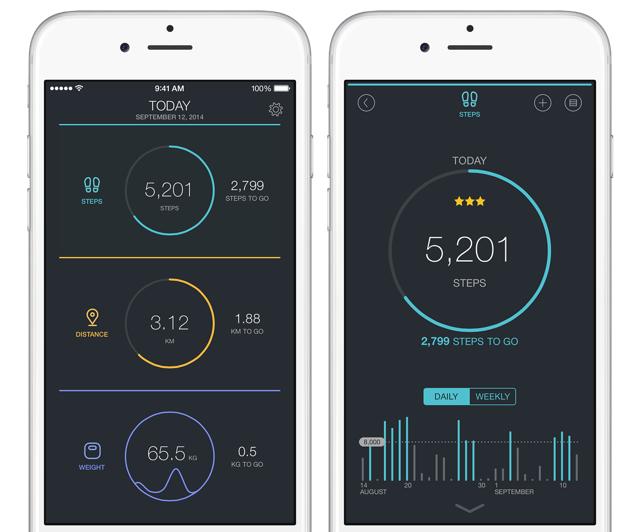 9:41 AM
100%
TODAY
SEPTEMBER 12, 2014
5,201
STEPS
STEPS
2,799
STEPS TO GO
3.12
KM
DISTANCE
1.88
KM TO GO
65.5 KG
WEIGHT
0.5
KG TO GO
STEPS
TODAY
5,201
STEPS
2,799 STEPS TO GO
DAILY
WEEKLY
8,000
14
20
30
1
10
AUGUST
SEPTEMBER